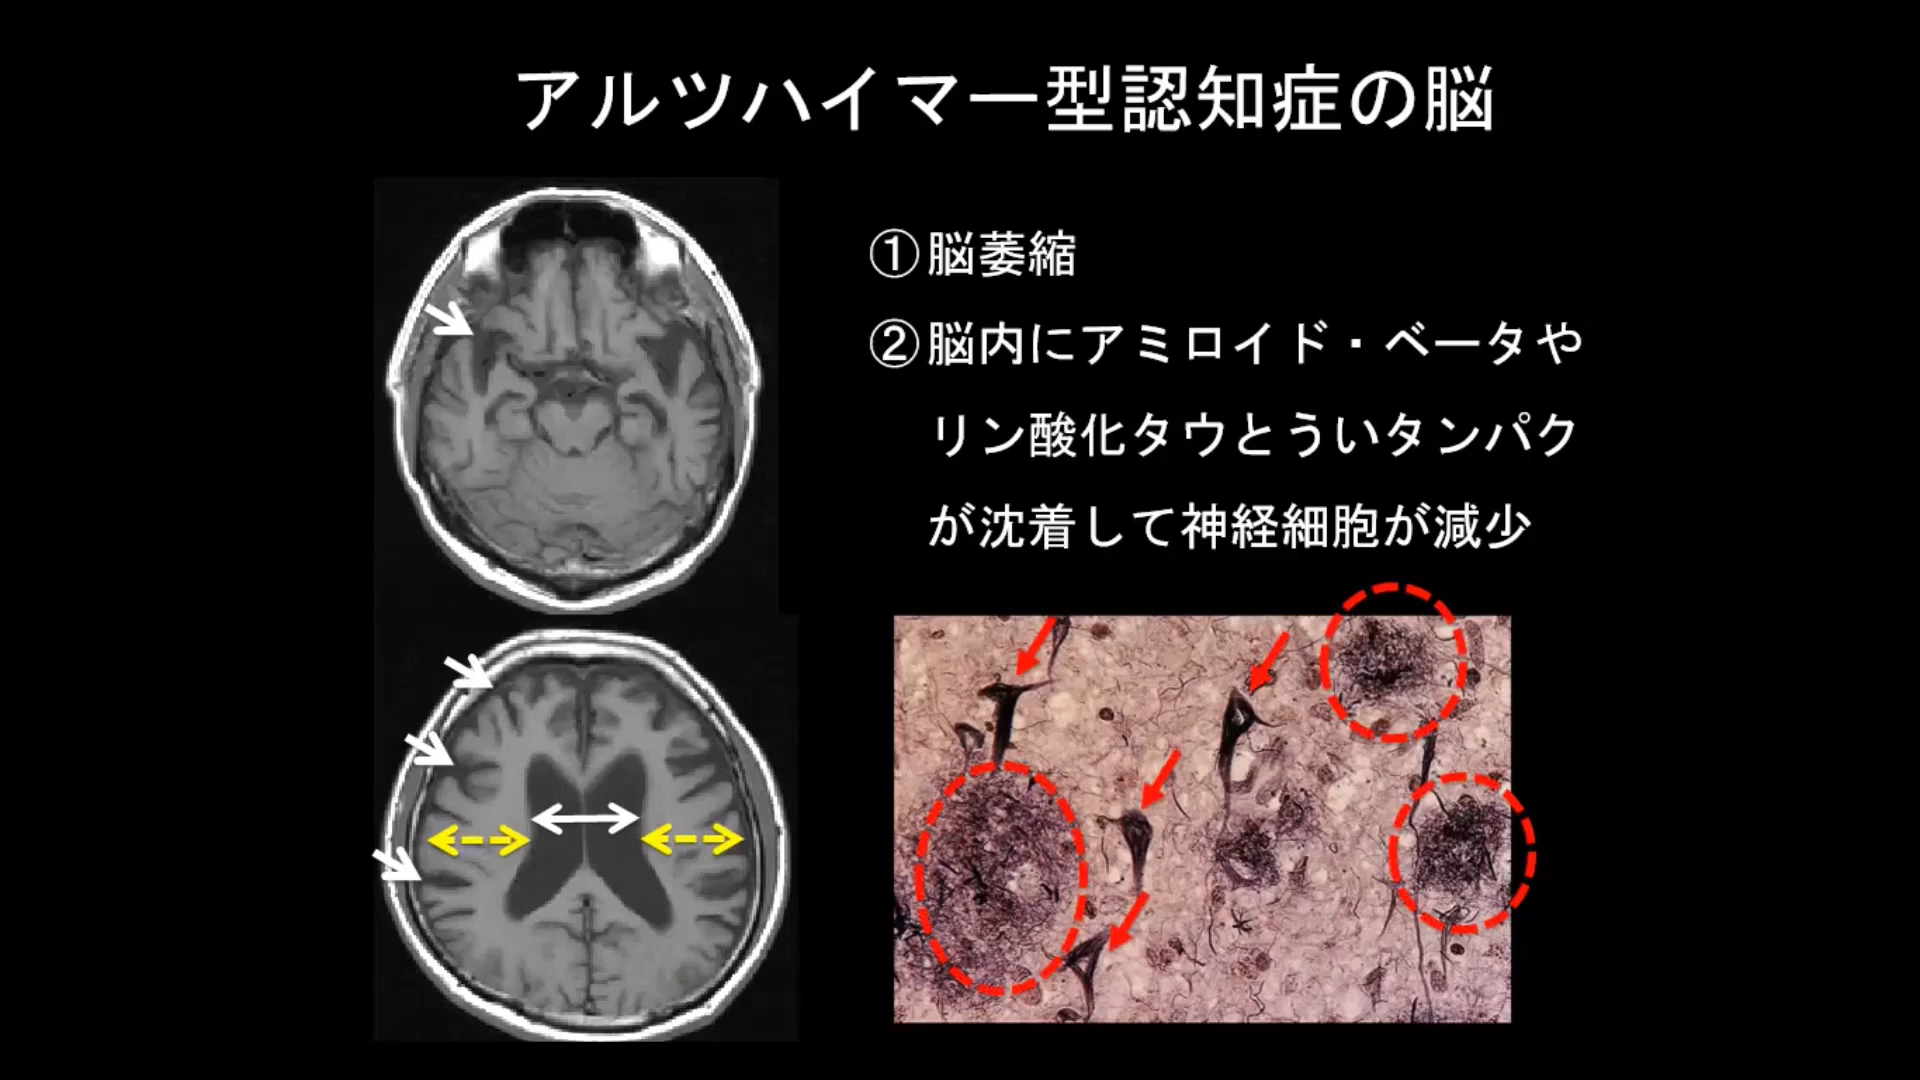 アルツハイマー型認知症の脳
①脳萎縮
②脳内にアミロイド・ベータや
リン酸化タウとういタンパク
が沈着して神経細胞が減少